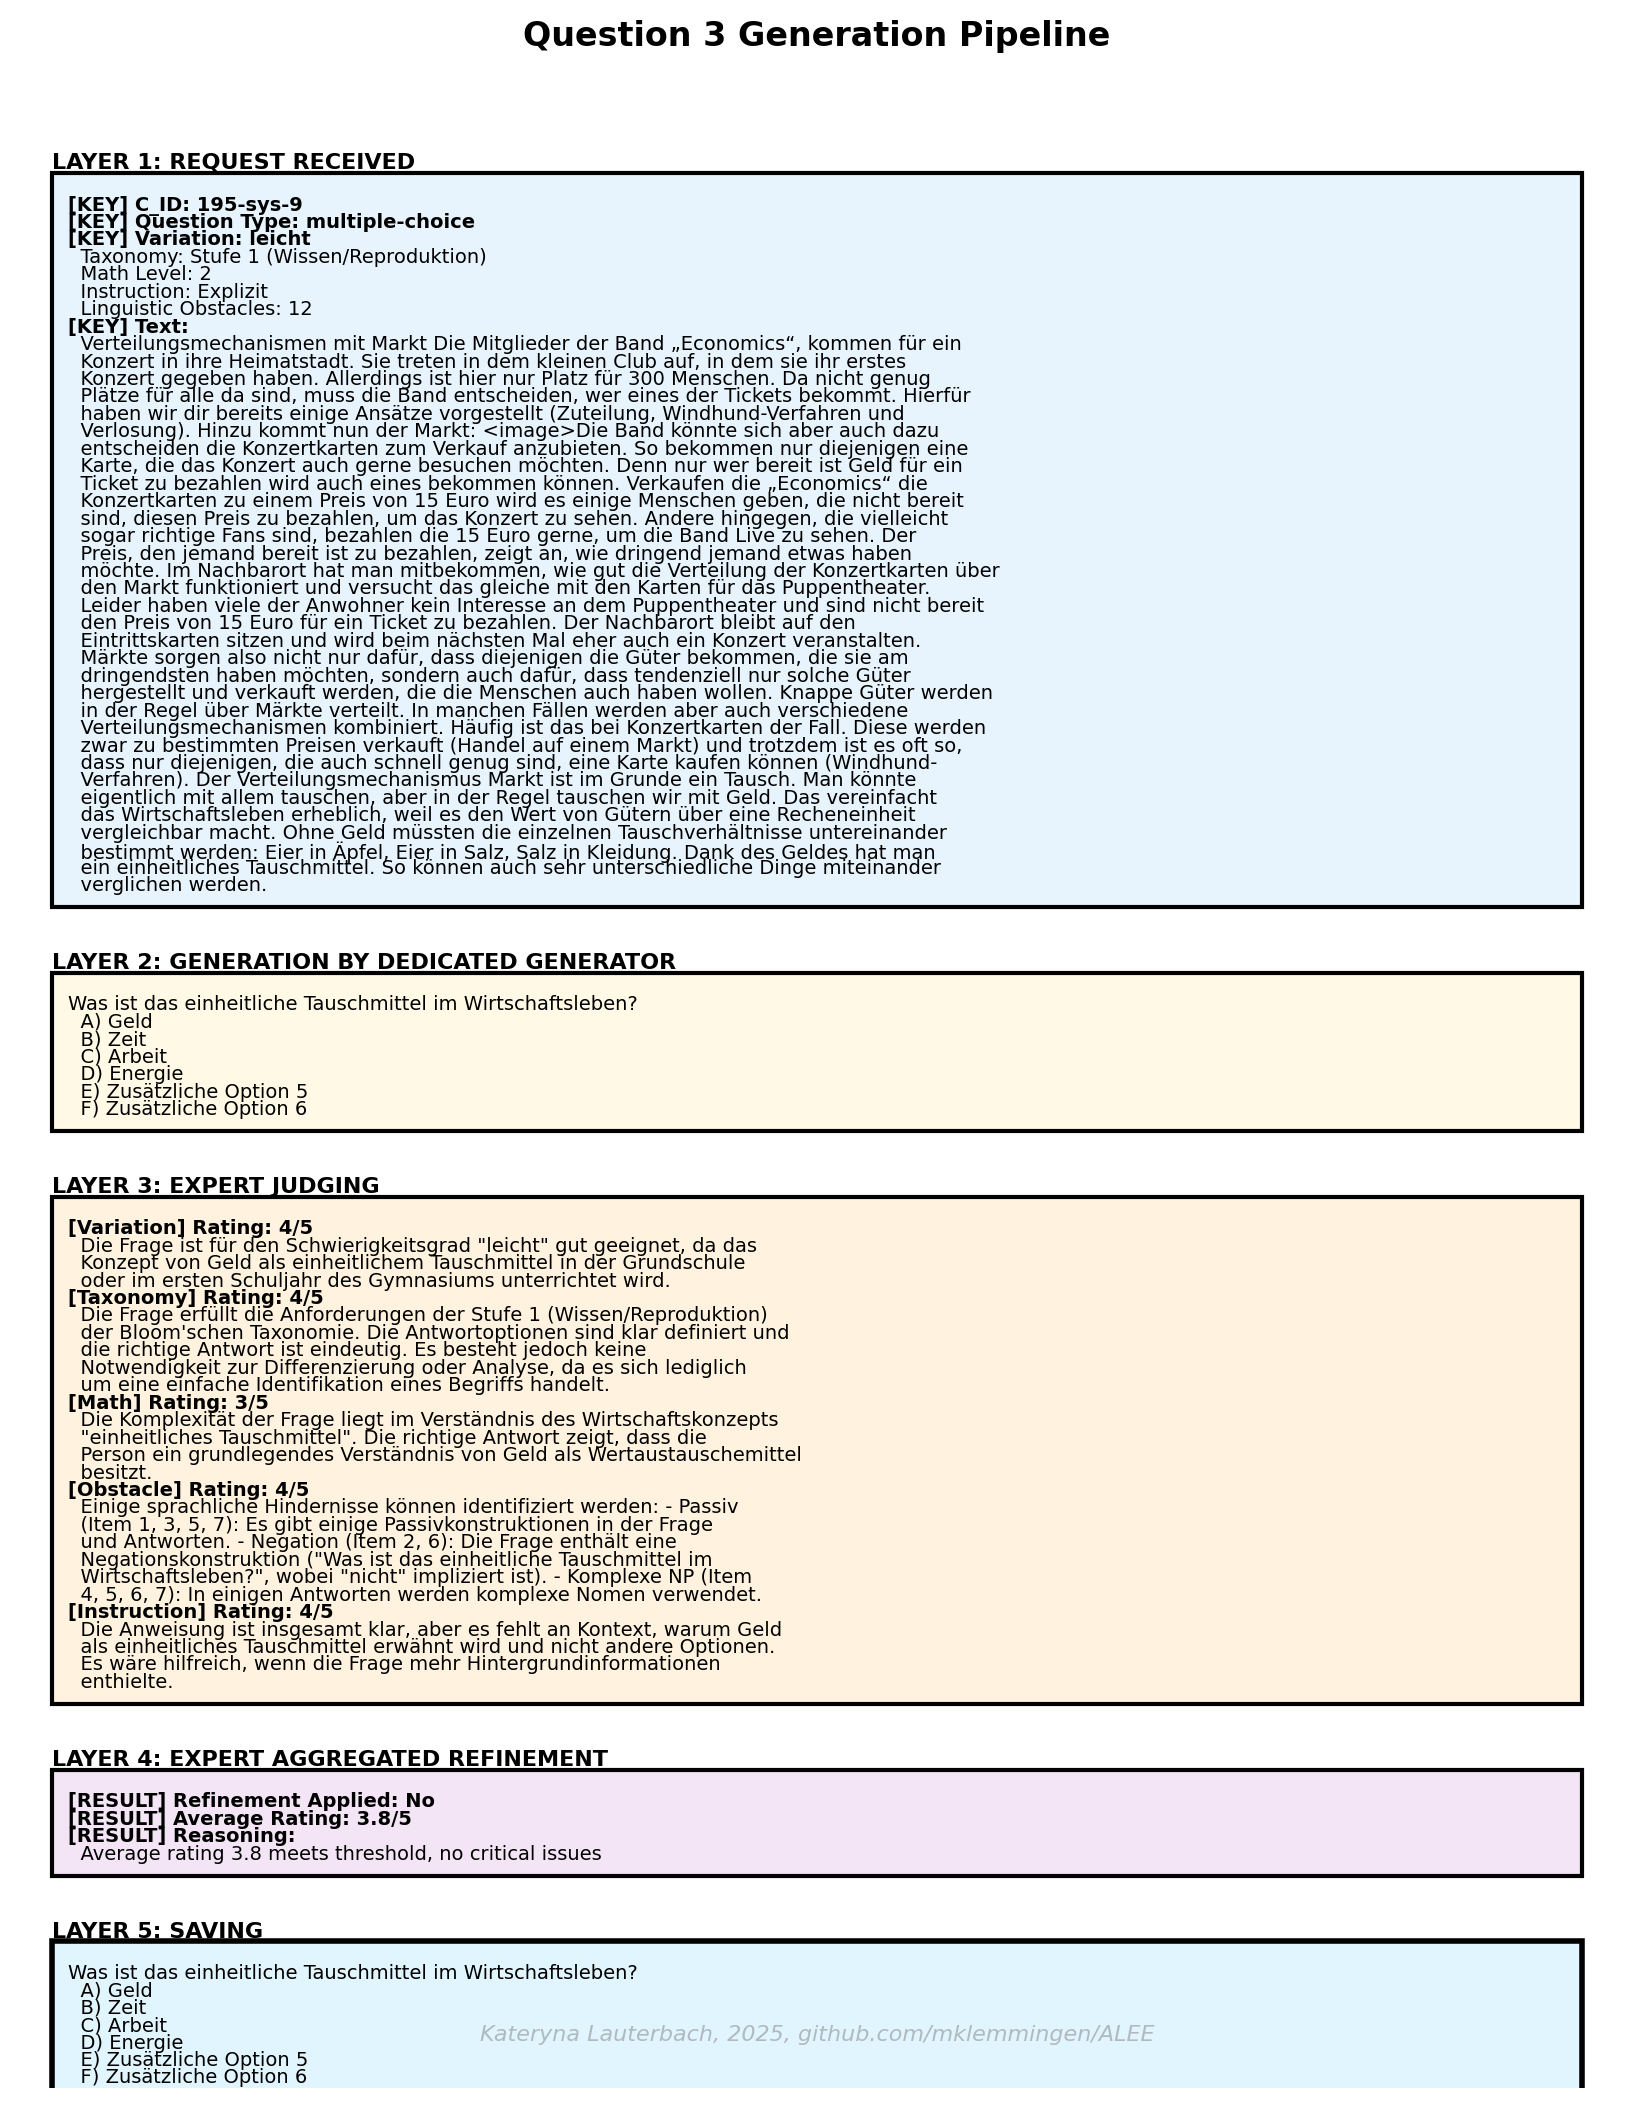 Question 3 Generation Pipeline
LAYER 1: REQUEST RECEIVED
[KEY] C_ID: 195-sys-9
[KEY] Question Type: multiple-choice
[KEY] Variation: leicht
Taxonomy: Stufe 1 (Wissen/Reproduktion)
Math Level: 2
Instruction: Explizit
Linguistic Obstacles: 12
[KEY] Text:
Verteilungsmechanismen mit Markt Die Mitglieder der Band „Economics“, kommen für ein
Konzert in ihre Heimatstadt. Sie treten in dem kleinen Club auf, in dem sie ihr erstes
Konzert gegeben haben. Allerdings ist hier nur Platz für 300 Menschen. Da nicht genug
Plätze für alle da sind, muss die Band entscheiden, wer eines der Tickets bekommt. Hierfür
haben wir dir bereits einige Ansätze vorgestellt (Zuteilung, Windhund-Verfahren und
Verlosung). Hinzu kommt nun der Markt: <image>Die Band könnte sich aber auch dazu
entscheiden die Konzertkarten zum Verkauf anzubieten. So bekommen nur diejenigen eine
Karte, die das Konzert auch gerne besuchen möchten. Denn nur wer bereit ist Geld für ein
Ticket zu bezahlen wird auch eines bekommen können. Verkaufen die „Economics“ die
Konzertkarten zu einem Preis von 15 Euro wird es einige Menschen geben, die nicht bereit
sind, diesen Preis zu bezahlen, um das Konzert zu sehen. Andere hingegen, die vielleicht
sogar richtige Fans sind, bezahlen die 15 Euro gerne, um die Band Live zu sehen. Der
Preis, den jemand bereit ist zu bezahlen, zeigt an, wie dringend jemand etwas haben
möchte. Im Nachbarort hat man mitbekommen, wie gut die Verteilung der Konzertkarten über
den Markt funktioniert und versucht das gleiche mit den Karten für das Puppentheater.
Leider haben viele der Anwohner kein Interesse an dem Puppentheater und sind nicht bereit
den Preis von 15 Euro für ein Ticket zu bezahlen. Der Nachbarort bleibt auf den
Eintrittskarten sitzen und wird beim nächsten Mal eher auch ein Konzert veranstalten.
Märkte sorgen also nicht nur dafür, dass diejenigen die Güter bekommen, die sie am
dringendsten haben möchten, sondern auch dafür, dass tendenziell nur solche Güter
hergestellt und verkauft werden, die die Menschen auch haben wollen. Knappe Güter werden
in der Regel über Märkte verteilt. In manchen Fällen werden aber auch verschiedene
Verteilungsmechanismen kombiniert. Häufig ist das bei Konzertkarten der Fall. Diese werden
zwar zu bestimmten Preisen verkauft (Handel auf einem Markt) und trotzdem ist es oft so,
dass nur diejenigen, die auch schnell genug sind, eine Karte kaufen können (Windhund-
Verfahren). Der Verteilungsmechanismus Markt ist im Grunde ein Tausch. Man könnte
eigentlich mit allem tauschen, aber in der Regel tauschen wir mit Geld. Das vereinfacht
das Wirtschaftsleben erheblich, weil es den Wert von Gütern über eine Recheneinheit
vergleichbar macht. Ohne Geld müssten die einzelnen Tauschverhältnisse untereinander
bestimmt werden: Eier in Äpfel, Eier in Salz, Salz in Kleidung. Dank des Geldes hat man
ein einheitliches Tauschmittel. So können auch sehr unterschiedliche Dinge miteinander
verglichen werden.
LAYER 2: GENERATION BY DEDICATED GENERATOR
Was ist das einheitliche Tauschmittel im Wirtschaftsleben?
A) Geld
B) Zeit
C) Arbeit
D) Energie
E) Zusätzliche Option 5
F) Zusätzliche Option 6
LAYER 3: EXPERT JUDGING
[Variation] Rating: 4/5
Die Frage ist für den Schwierigkeitsgrad "leicht" gut geeignet, da das
Konzept von Geld als einheitlichem Tauschmittel in der Grundschule
oder im ersten Schuljahr des Gymnasiums unterrichtet wird.
[Taxonomy] Rating: 4/5
Die Frage erfüllt die Anforderungen der Stufe 1 (Wissen/Reproduktion)
der Bloom'schen Taxonomie. Die Antwortoptionen sind klar definiert und
die richtige Antwort ist eindeutig. Es besteht jedoch keine
Notwendigkeit zur Differenzierung oder Analyse, da es sich lediglich
um eine einfache Identifikation eines Begriffs handelt.
[Math] Rating: 3/5
Die Komplexität der Frage liegt im Verständnis des Wirtschaftskonzepts
"einheitliches Tauschmittel". Die richtige Antwort zeigt, dass die
Person ein grundlegendes Verständnis von Geld als Wertaustauschemittel
besitzt.
[Obstacle] Rating: 4/5
Einige sprachliche Hindernisse können identifiziert werden: - Passiv
(Item 1, 3, 5, 7): Es gibt einige Passivkonstruktionen in der Frage
und Antworten. - Negation (Item 2, 6): Die Frage enthält eine
Negationskonstruktion ("Was ist das einheitliche Tauschmittel im
Wirtschaftsleben?", wobei "nicht" impliziert ist). - Komplexe NP (Item
4, 5, 6, 7): In einigen Antworten werden komplexe Nomen verwendet.
[Instruction] Rating: 4/5
Die Anweisung ist insgesamt klar, aber es fehlt an Kontext, warum Geld
als einheitliches Tauschmittel erwähnt wird und nicht andere Optionen.
Es wäre hilfreich, wenn die Frage mehr Hintergrundinformationen
enthielte.
LAYER 4: EXPERT AGGREGATED REFINEMENT
[RESULT] Refinement Applied: No
[RESULT] Average Rating: 3.8/5
[RESULT] Reasoning:
Average rating 3.8 meets threshold, no critical issues
LAYER 5: SAVING
Was ist das einheitliche Tauschmittel im Wirtschaftsleben?
A) Geld
B) Zeit
C) Arbeit
D) Energie
Kateryna Lauterbach, 2025, github.com/mklemmingen/ALEE
E) Zusätzliche Option 5
F) Zusätzliche Option 6